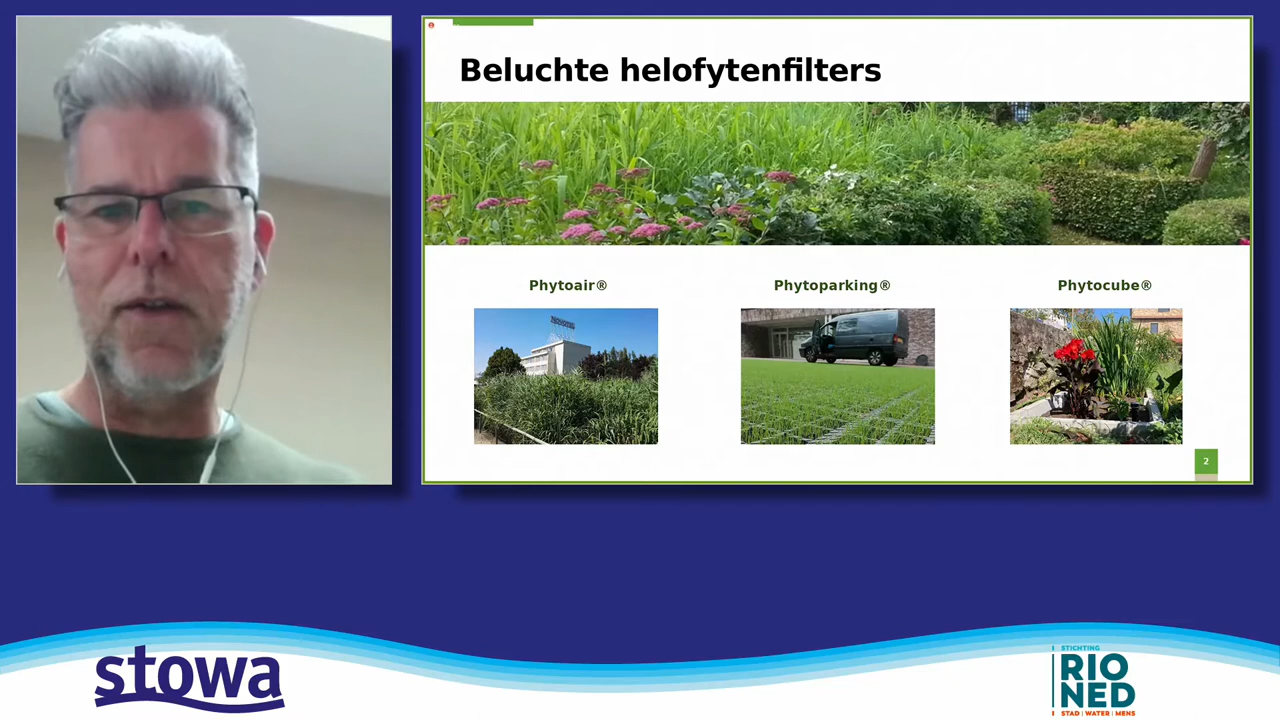 Beluchte helofytenfilters
Phytoair®
Phytoparking®
Phytocube®
2
stowa
STICHTING
RIO
NED
STAD | WATER | MENS